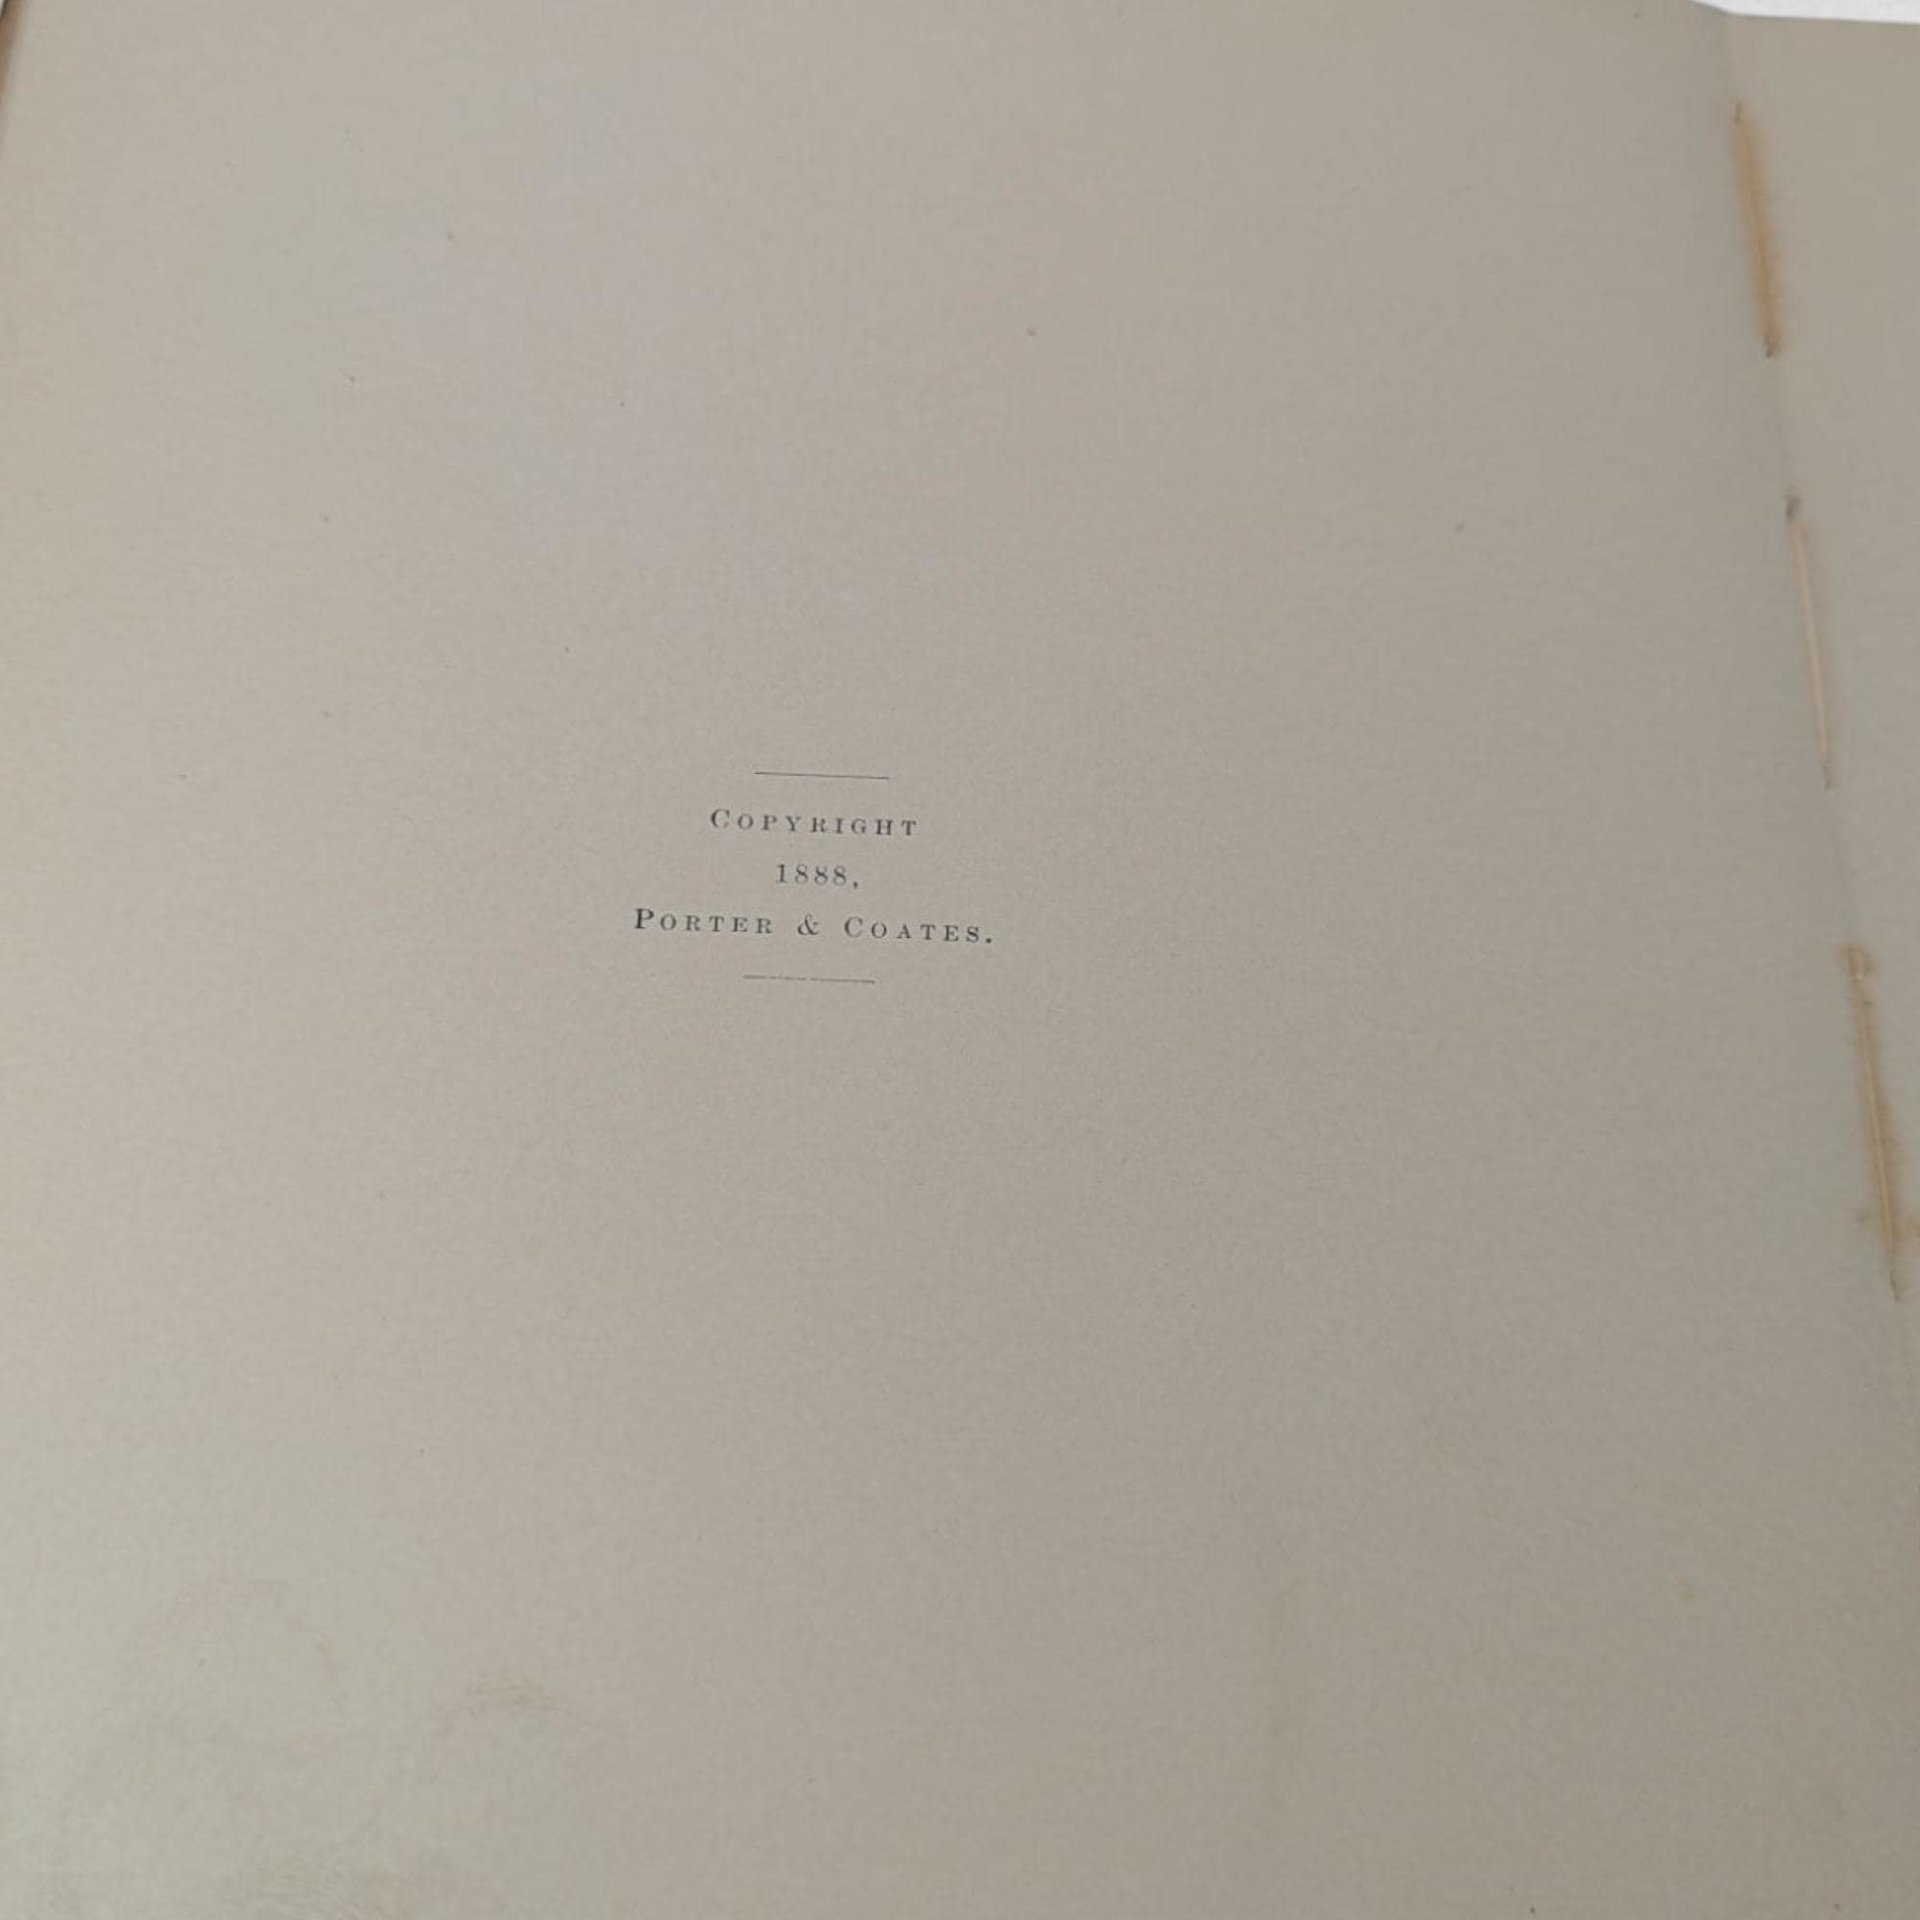 COPYRIGHT
1888,
PORTER & COATES.